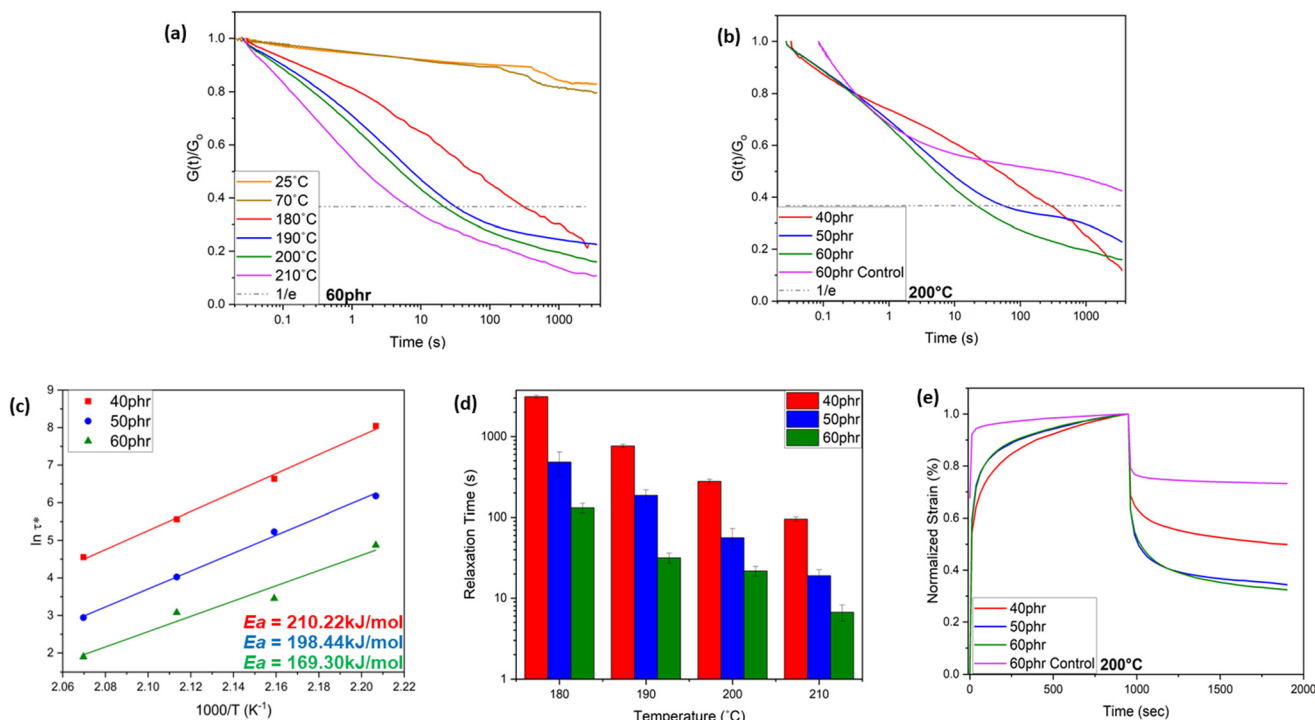 (a)
G(t)/G₀
1.0
0.8
0.6
0.4
0.2
0.0
25°C
70°C
180°C
190°C
200°C
210°C
1/e
60phr
0.1
1
10
100
1000
Time (s)
(b)
G(t)/G₀
1.0
0.8
0.6
0.4
0.2
0.0
40phr
50phr
60phr
60phr Control
1/e
200°C
0.1
1
10
100
1000
Time (s)
(c)
ln τ*
9
8
7
6
5
4
3
2
40phr
50phr
60phr
Ea = 210.22kJ/mol
Ea = 198.44kJ/mol
Ea = 169.30kJ/mol
2.06
2.08
2.10
2.12
2.14
2.16
2.18
2.20
2.22
1000/T (K⁻¹)
(d)
Relaxation Time (s)
1000
100
10
1
40phr
50phr
60phr
180
190
200
210
Temperature (°C)
(e)
Normalized Strain (%)
1.0
0.8
0.6
0.4
0.2
0.0
40phr
50phr
60phr
60phr Control
200°C
0
500
1000
1500
2000
Time (sec)